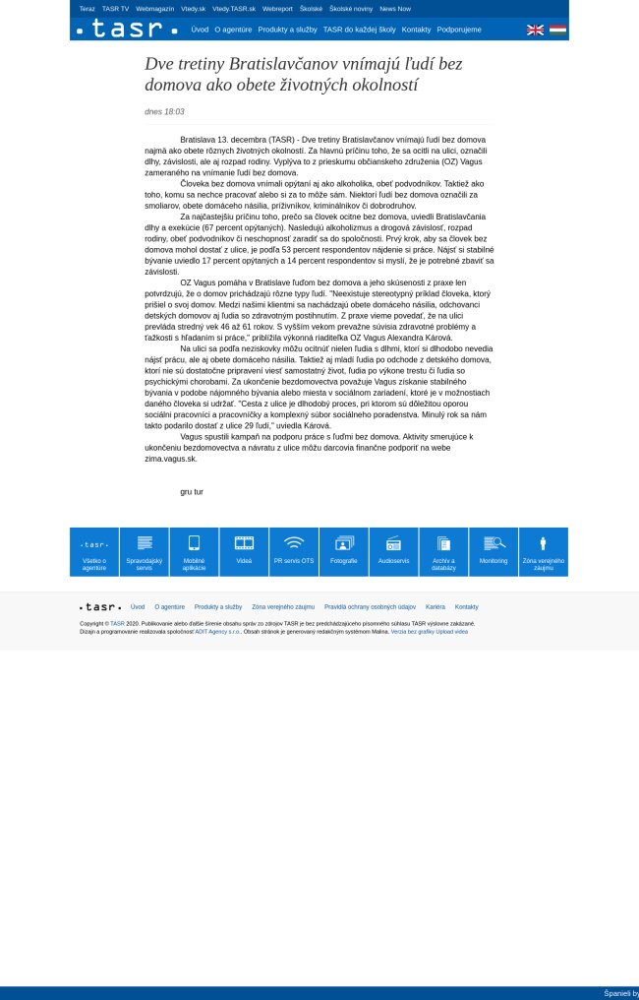 Teraz TASR TV Webmagazín Vtedy.sk Vtedy.TASR.sk Webreport Školské Školské noviny News Now
tasr
Úvod O agentúre Produkty a služby TASR do každej školy Kontakty Podporujeme
Dve tretiny Bratislavčanov vnímajú ľudí bez
domova ako obete životných okolností
dnes 18:03
Bratislava 13. decembra (TASR) - Dve tretiny Bratislavčanov vnímajú ľudí bez domova
najmä ako obete rôznych životných okolností. Za hlavnú príčinu toho, že sa ocitli na ulici, označili
dlhy, závislosti, ale aj rozpad rodiny. Vyplýva to z prieskumu občianskeho združenia (OZ) Vagus
zameraného na vnímanie ľudí bez domova.
Človeka bez domova vnímali opýtaní aj ako alkoholika, obeť podvodníkov. Taktiež ako
toho, komu sa nechce pracovať alebo si za to môže sám. Niektorí ľudí bez domova označili za
smoliarov, obete domáceho násilia, príživníkov, kriminálnikov či dobrodruhov.
Za najčastejšiu príčinu toho, prečo sa človek ocitne bez domova, uviedli Bratislavčania
dlhy a exekúcie (67 percent opýtaných). Nasledujú alkoholizmus a drogová závislosť, rozpad
rodiny, obeť podvodníkov či neschopnosť zaradiť sa do spoločnosti. Prvý krok, aby sa človek bez
domova mohol dostať z ulice, je podľa 53 percent respondentov nájdenie si práce. Nájsť si stabilné
bývanie uviedlo 17 percent opýtaných a 14 percent respondentov si myslí, že je potrebné zbaviť sa
závislosti.
OZ Vagus pomáha v Bratislave ľuďom bez domova a jeho skúsenosti z praxe len
potvrdzujú, že o domov prichádzajú rôzne typy ľudí. "Neexistuje stereotypný príklad človeka, ktorý
prišiel o svoj domov. Medzi našimi klientmi sa nachádzajú obete domáceho násilia, odchovanci
detských domovov aj ľudia so zdravotným postihnutím. Z praxe vieme povedať, že na ulici
prevláda stredný vek 46 až 61 rokov. S vyšším vekom prevažne súvisia zdravotné problémy a
ťažkosti s hľadaním si práce," priblížila výkonná riaditeľka OZ Vagus Alexandra Kárová.
Na ulici sa podľa neziskovky môžu ocitnúť nielen ľudia s dlhmi, ktorí si dlhodobo nevedia
nájsť prácu, ale aj obete domáceho násilia. Taktiež aj mladí ľudia po odchode z detského domova,
ktorí nie sú dostatočne pripravení viesť samostatný život, ľudia po výkone trestu či ľudia so
psychickými chorobami. Za ukončenie bezdomovectva považuje Vagus získanie stabilného
bývania v podobe nájomného bývania alebo miesta v sociálnom zariadení, ktoré je v možnostiach
daného človeka si udržať. "Cesta z ulice je dlhodobý proces, pri ktorom sú dôležitou oporou
sociálni pracovníci a pracovníčky a komplexný súbor sociálneho poradenstva. Minulý rok sa nám
takto podarilo dostať z ulice 29 ľudí," uviedla Kárová.
Vagus spustili kampaň na podporu práce s ľuďmi bez domova. Aktivity smerujúce k
ukončeniu bezdomovectva a návratu z ulice môžu darcovia finančne podporiť na webe
zima.vagus.sk.
gru tur
tasr
Všetko o agentúre Spravodajský servis Mobilné aplikácie Videá PR servis OTS Fotografie Audioservis Archív a databázy Monitoring Zóna verejného záujmu
tasr Úvod O agentúre Produkty a služby Zóna verejného záujmu Pravidlá ochrany osobných údajov Kariéra Kontakty
Copyright © TASR 2020. Publikovanie alebo ďalšie šírenie obsahu správ zo zdrojov TASR je bez predchádzajúceho písomného súhlasu TASR výslovne zakázané.
Dizajn a programovanie realizovala spoločnosť ADIT Agency s.r.o.. Obsah stránok je generovaný redakčným systémom Malina. Verzia bez grafiky Upload videa
Španieli by